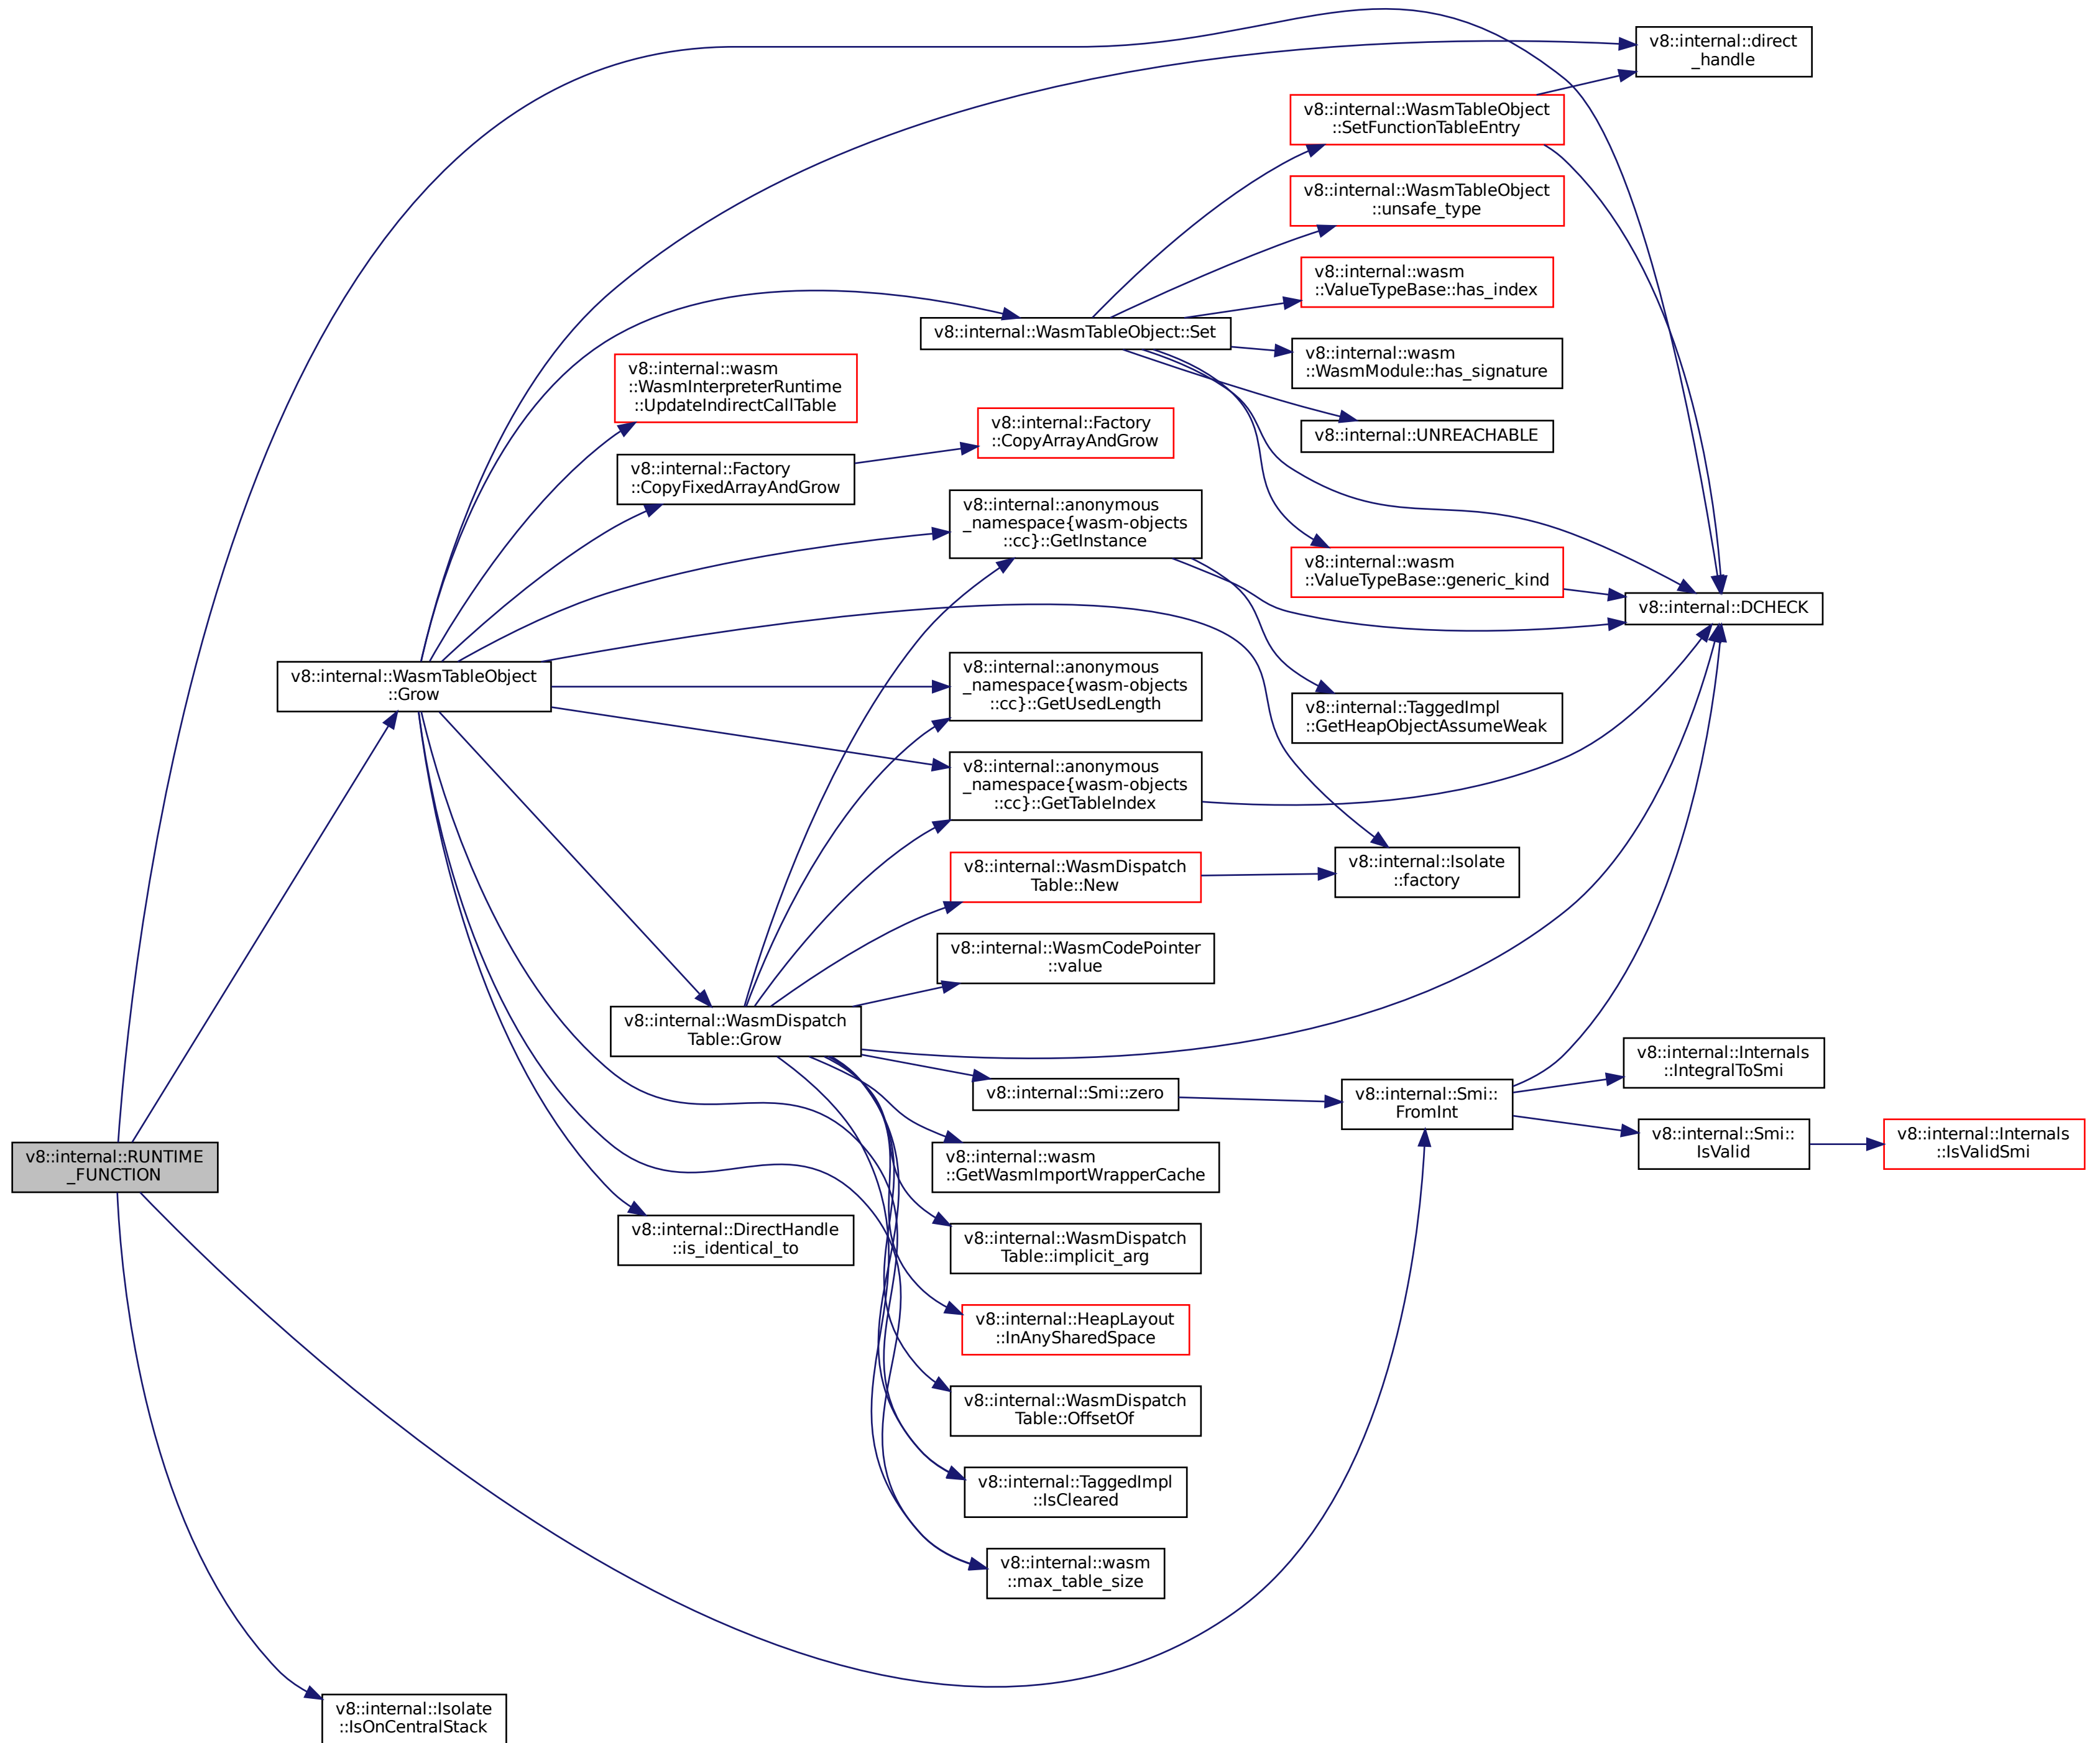 v8::internal::RUNTIME
_FUNCTION
v8::internal::WasmTableObject
::Grow
v8::internal::Isolate
::IsOnCentralStack
v8::internal::wasm
::WasmInterpreterRuntime
::UpdateIndirectCallTable
v8::internal::Factory
::CopyFixedArrayAndGrow
v8::internal::WasmDispatch
Table::Grow
v8::internal::DirectHandle
::is_identical_to
v8::internal::WasmTableObject::Set
v8::internal::Factory
::CopyArrayAndGrow
v8::internal::anonymous
_namespace{wasm-objects
::cc}::GetInstance
v8::internal::anonymous
_namespace{wasm-objects
::cc}::GetUsedLength
v8::internal::anonymous
_namespace{wasm-objects
::cc}::GetTableIndex
v8::internal::WasmDispatch
Table::New
v8::internal::WasmCodePointer
::value
v8::internal::Smi::zero
v8::internal::wasm
::GetWasmImportWrapperCache
v8::internal::WasmDispatch
Table::implicit_arg
v8::internal::HeapLayout
::InAnySharedSpace
v8::internal::WasmDispatch
Table::OffsetOf
v8::internal::TaggedImpl
::IsCleared
v8::internal::wasm
::max_table_size
v8::internal::WasmTableObject
::SetFunctionTableEntry
v8::internal::WasmTableObject
::unsafe_type
v8::internal::wasm
::ValueTypeBase::has_index
v8::internal::wasm
::WasmModule::has_signature
v8::internal::UNREACHABLE
v8::internal::wasm
::ValueTypeBase::generic_kind
v8::internal::TaggedImpl
::GetHeapObjectAssumeWeak
v8::internal::Isolate
::factory
v8::internal::Smi::
FromInt
v8::internal::direct
_handle
v8::internal::DCHECK
v8::internal::Internals
::IntegralToSmi
v8::internal::Smi::
IsValid
v8::internal::Internals
::IsValidSmi